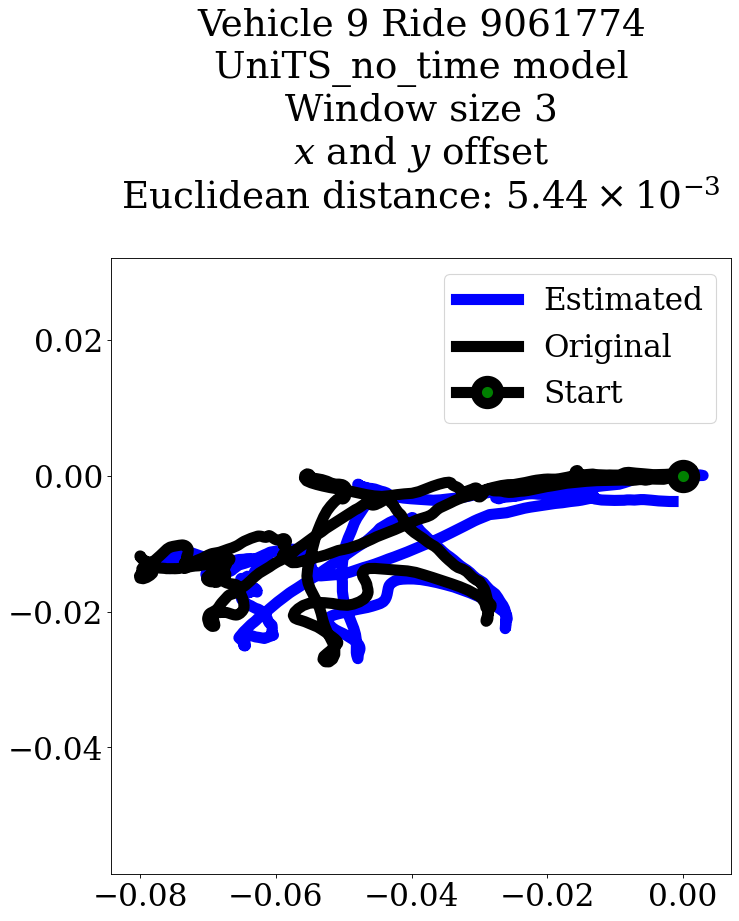 Vehicle 9 Ride 9061774
UniTS_no_time model
Window size 3
x and y offset
Euclidean distance: 5.44 × 10⁻³
Estimated
Original
Start
0.02
0.00
−0.02
−0.04
−0.08 −0.06 −0.04 −0.02 0.00